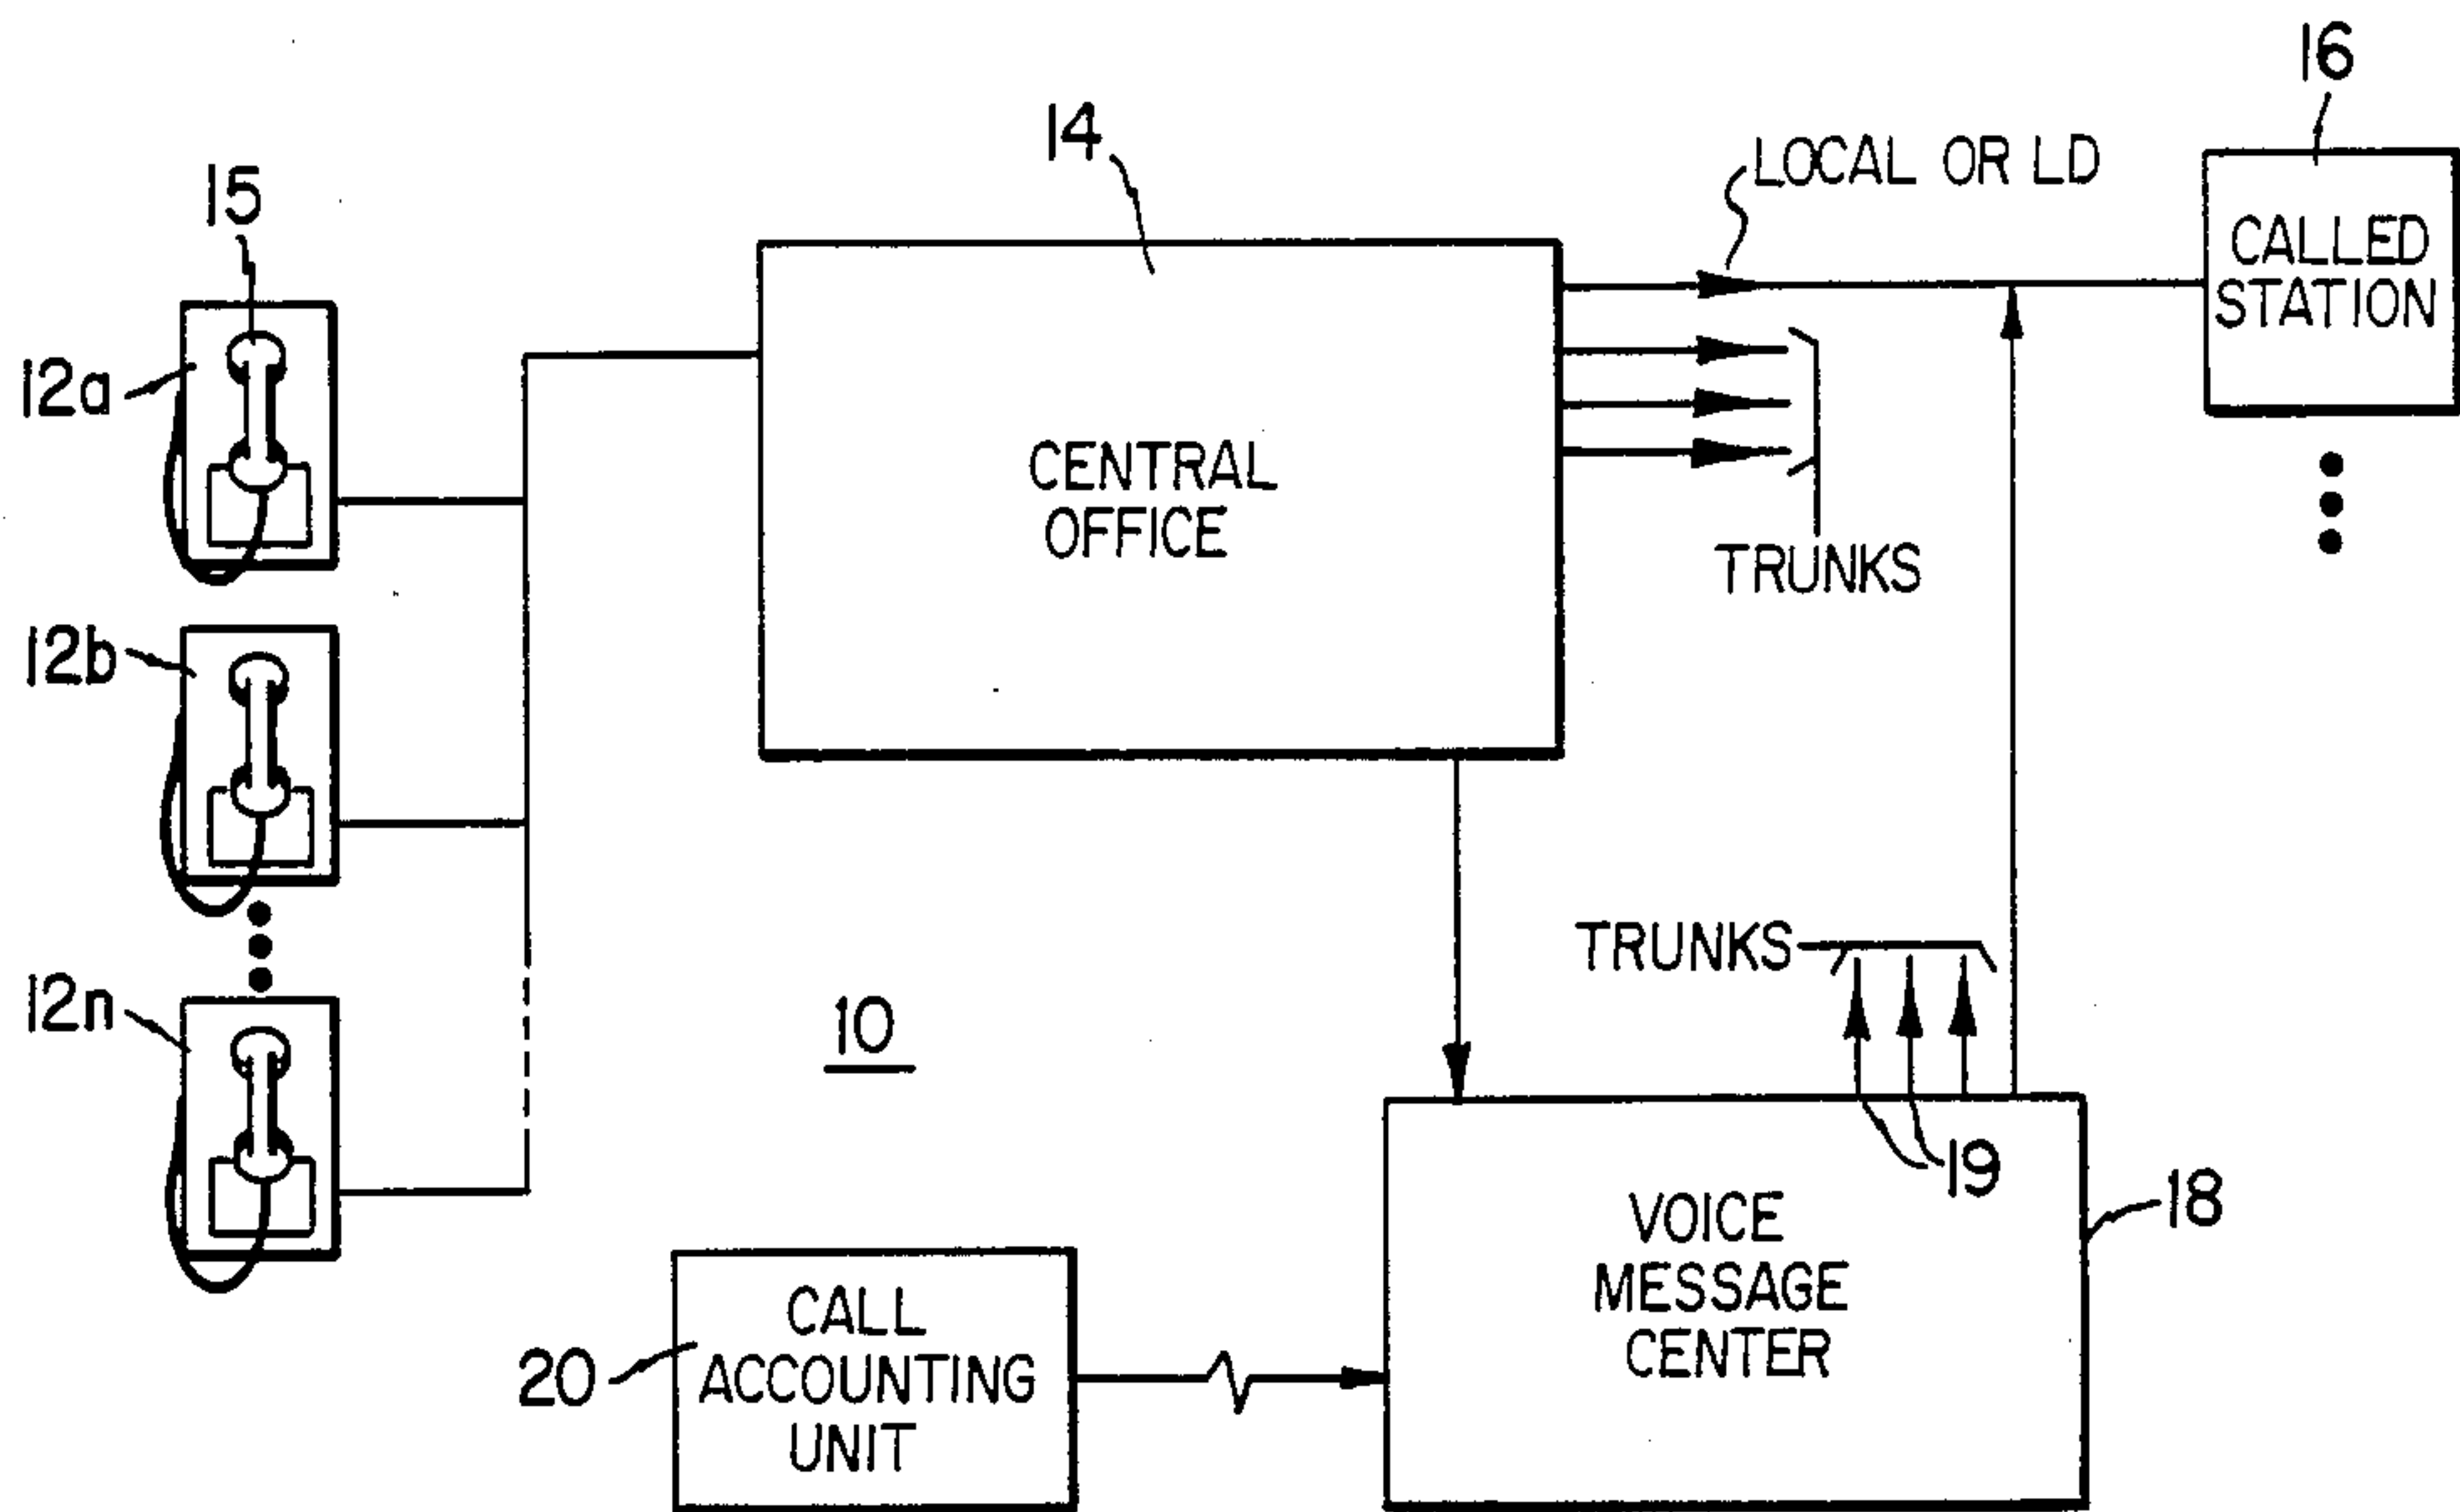 16
14
LOCAL OR LD
15
CALLED
STATION
12a
CENTRAL
OFFICE
TRUNKS
12b
TRUNKS
12n
10
19
18
VOICE
MESSAGE
CENTER
CALL
ACCOUNTING
UNIT
20